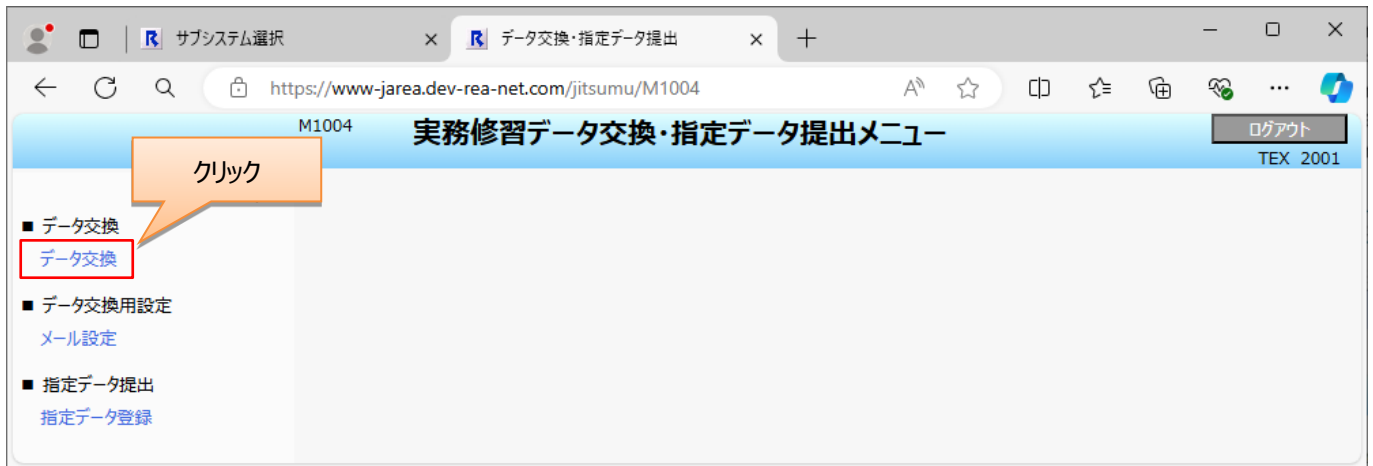 サブシステム選択
データ交換・指定データ提出
https://www-jarea.dev-rea-net.com/jitsumu/M1004
M1004
実務修習データ交換・指定データ提出メニュー
ログアウト
TEX 2001
クリック
■ データ交換
データ交換
■ データ交換用設定
メール設定
■ 指定データ提出
指定データ登録